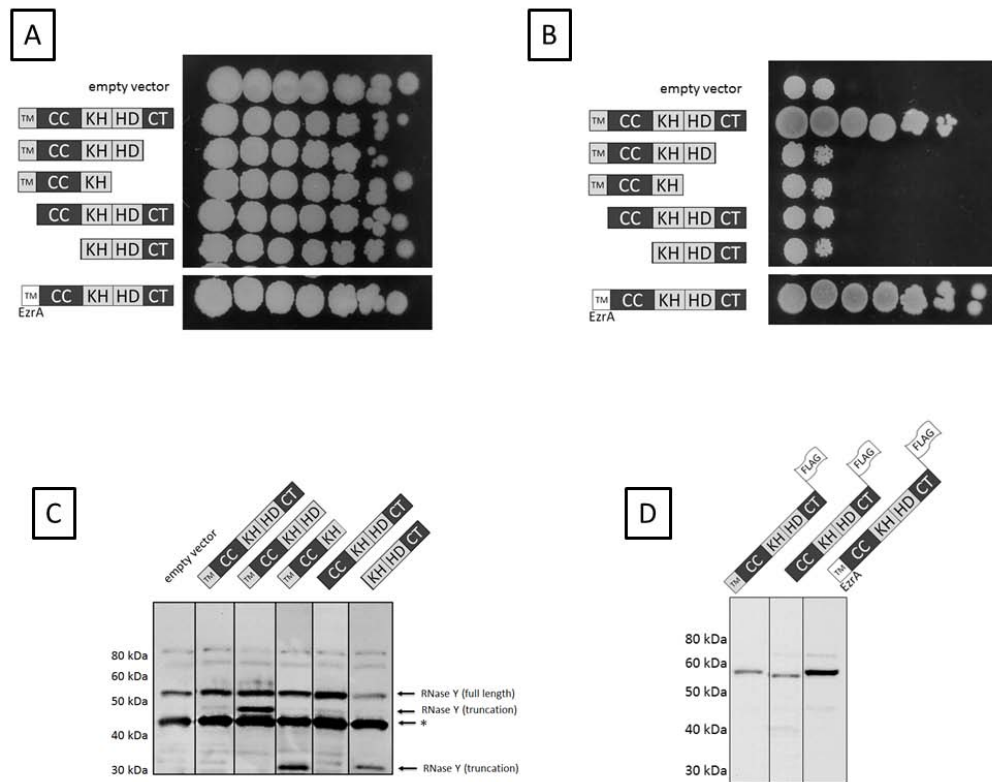 A
empty vector
TM CC KH HD CT
TM CC KH HD
TM CC KH
CC KH HD CT
KH HD CT
TM CC KH HD CT
EzrA
B
empty vector
TM CC KH HD CT
TM CC KH HD
TM CC KH
CC KH HD CT
KH HD CT
TM CC KH HD CT
EzrA
C
empty vector
TM CC KH HD CT
TM CC KH HD
TM CC KH
CC KH HD CT
KH HD CT
80 kDa
60 kDa
50 kDa
40 kDa
30 kDa
RNase Y (full length)
RNase Y (truncation)
*
RNase Y (truncation)
D
TM CC KH HD CT FLAG
CC KH HD CT FLAG
TM CC KH HD CT FLAG
EzrA
80 kDa
60 kDa
50 kDa
40 kDa
30 kDa